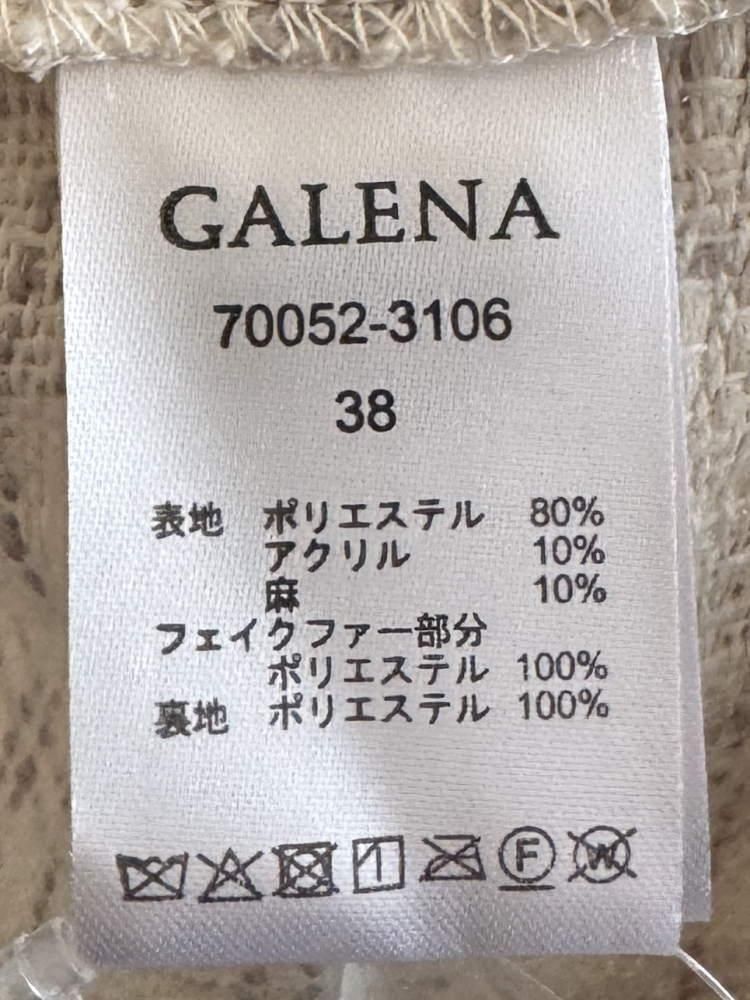 GALENA
70052-3106
38
表地 ポリエステル 80%
アクリル 10%
麻 10%
フェイクファー部分
ポリエステル 100%
裏地 ポリエステル 100%
F W